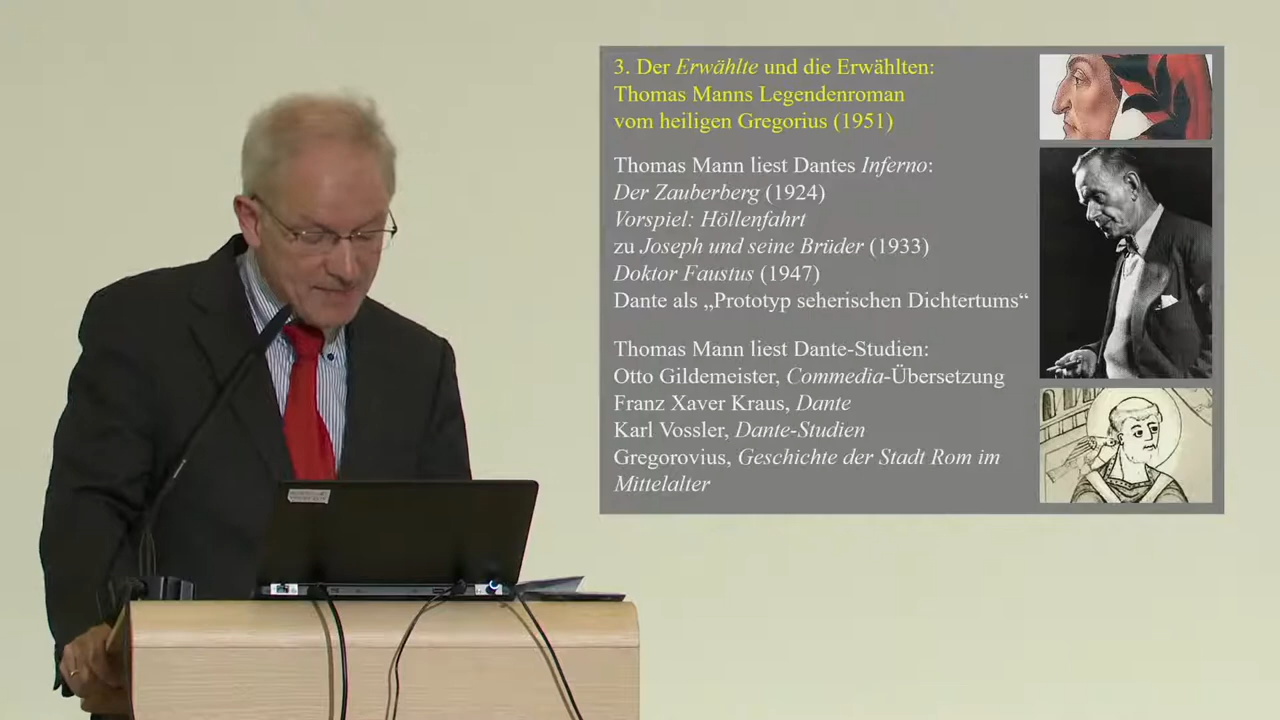 3. Der Erwählte und die Erwählten:
Thomas Manns Legendenroman
vom heiligen Gregorius (1951)
Thomas Mann liest Dantes Inferno:
Der Zauberberg (1924)
Vorspiel: Höllenfahrt
zu Joseph und seine Brüder (1933)
Doktor Faustus (1947)
Dante als „Prototyp seherischen Dichtertums“
Thomas Mann liest Dante-Studien:
Otto Gildemeister, Commedia-Übersetzung
Franz Xaver Kraus, Dante
Karl Vossler, Dante-Studien
Gregorovius, Geschichte der Stadt Rom im
Mittelalter